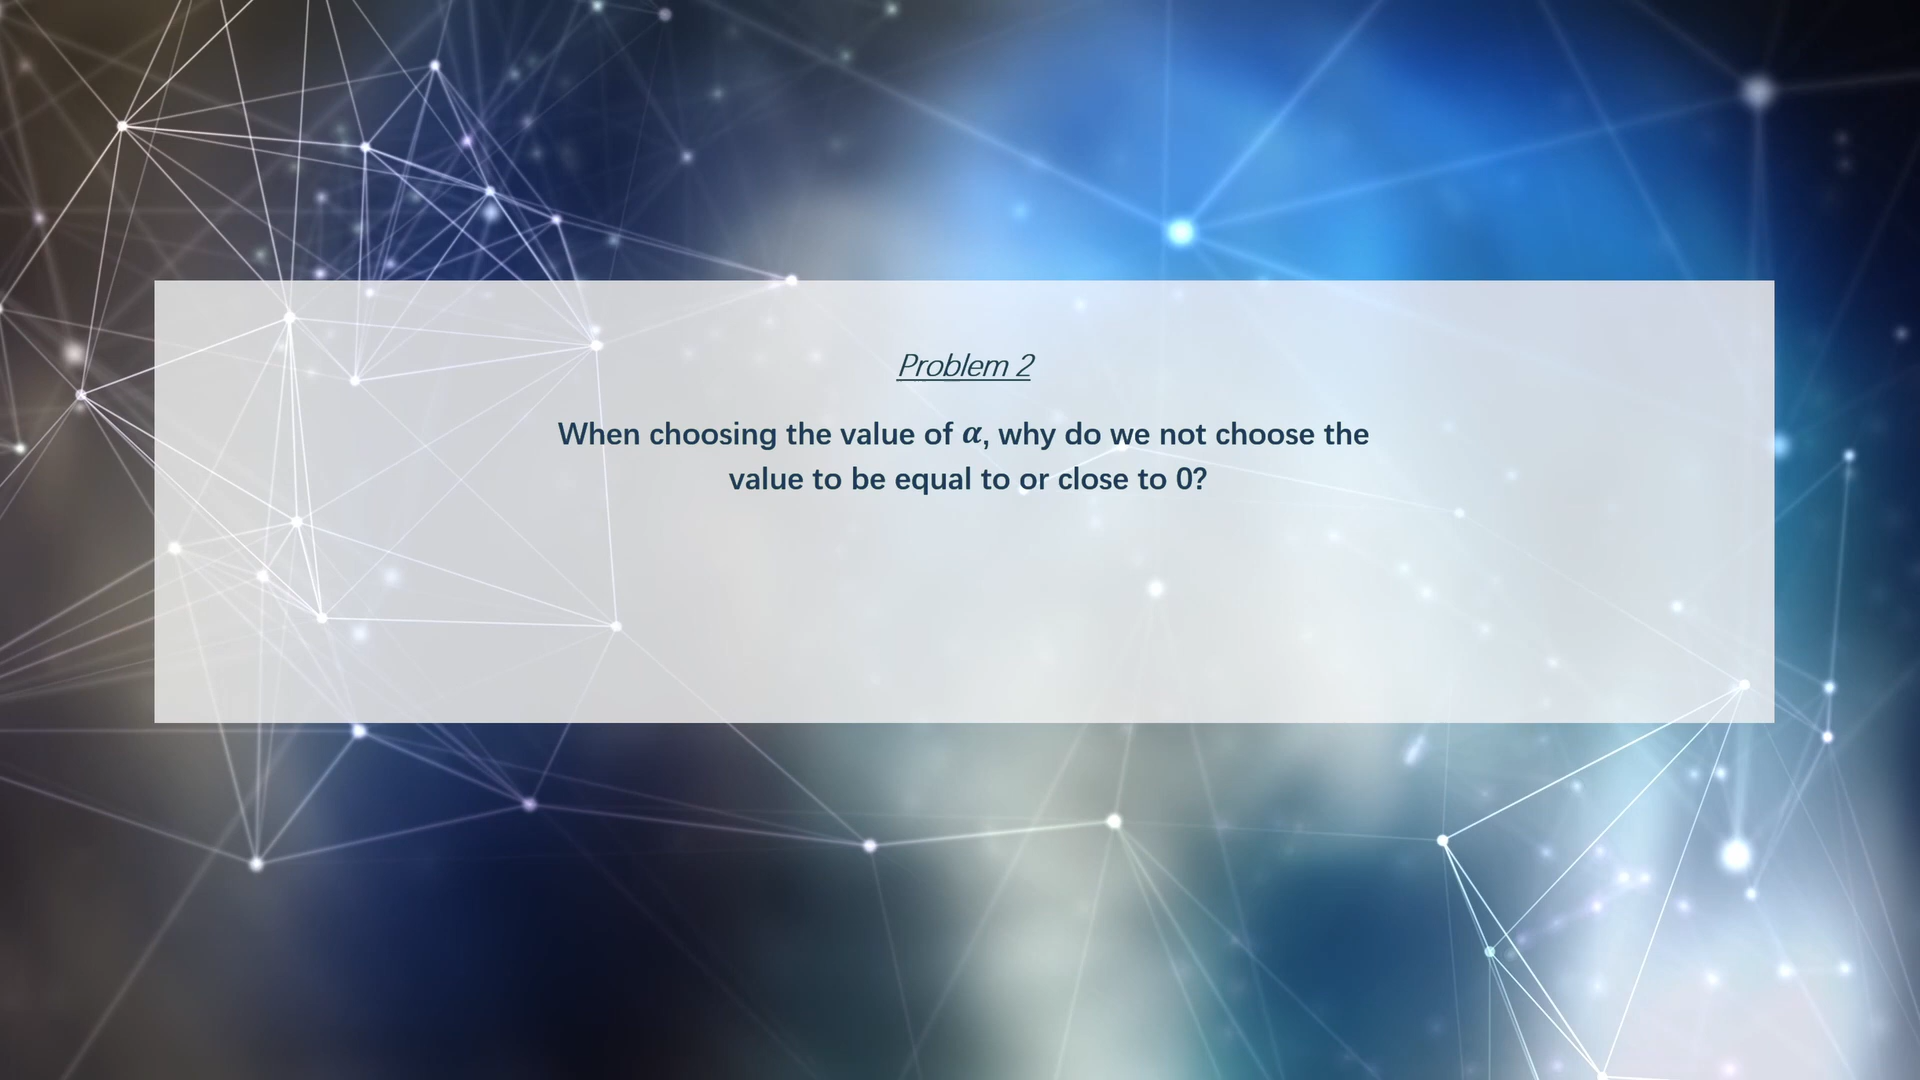 Problem 2
When choosing the value of α, why do we not choose the
value to be equal to or close to 0?